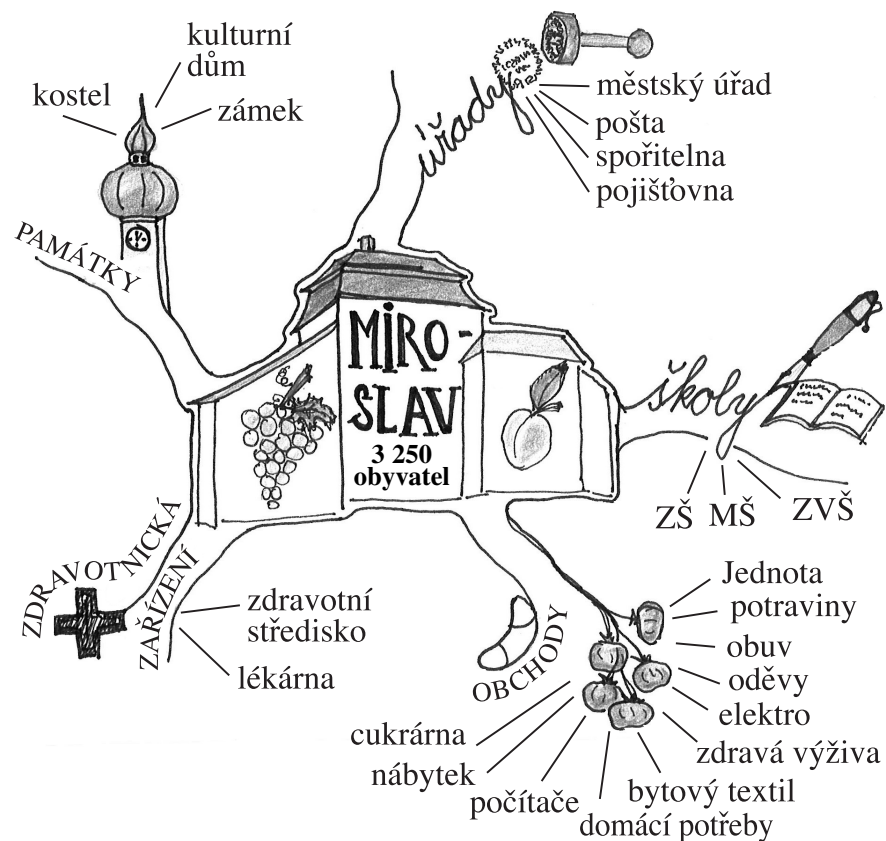 kulturní
dům
kostel
zámek
PAMÁTKY
úřady
městský úřad
pošta
spořitelna
pojišťovna
MIRO-
SLAV
3 250
obyvatel
školy
ZŠ
MŠ
ZVŠ
ZDRAVOTNICKÁ
ZAŘÍZENÍ
zdravotní
středisko
lékárna
OBCHODY
Jednota
potraviny
obuv
oděvy
elektro
zdravá výživa
bytový textil
domácí potřeby
počítače
nábytek
cukrárna